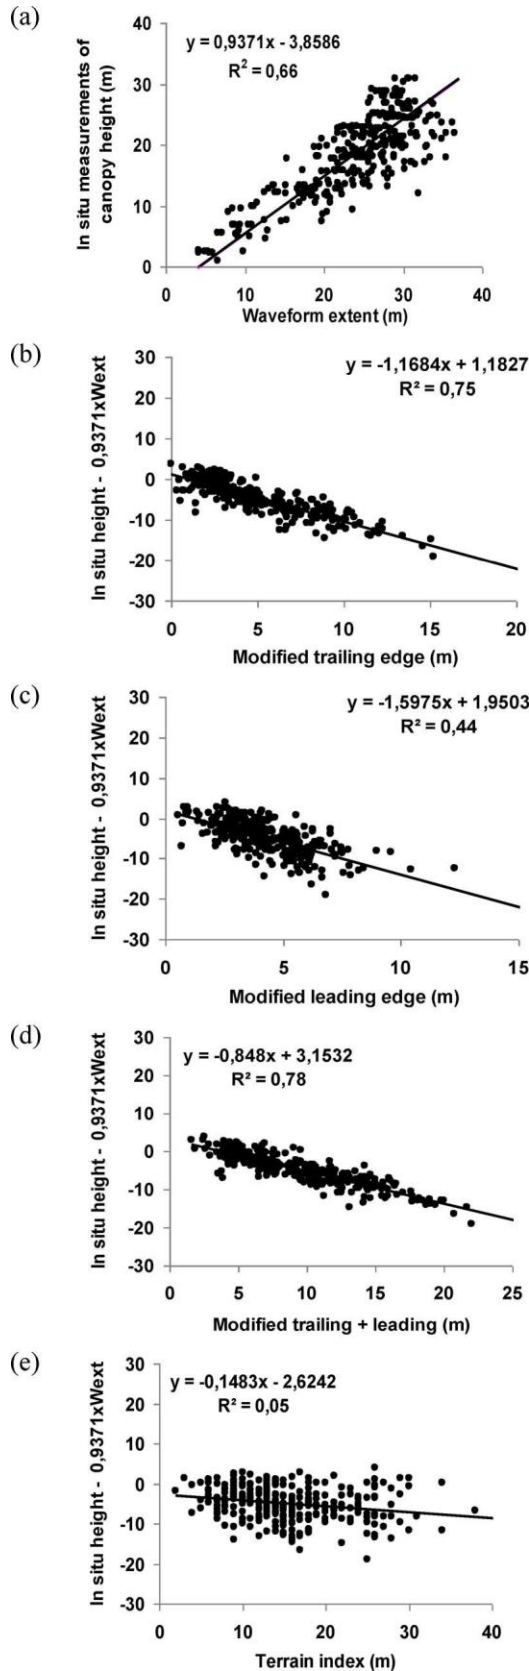 (a)
y = 0,9371x - 3,8586
R² = 0,66
In situ measurements of
canopy height (m)
40
30
20
10
0
0 10 20 30 40
Waveform extent (m)
(b)
y = -1,1684x + 1,1827
R² = 0,75
In situ height - 0,9371xWext
30
20
10
0
-10
-20
-30
0 5 10 15 20
Modified trailing edge (m)
(c)
y = -1,5975x + 1,9503
R² = 0,44
In situ height - 0,9371xWext
30
20
10
0
-10
-20
-30
0 5 10 15
Modified leading edge (m)
(d)
y = -0,848x + 3,1532
R² = 0,78
In situ height - 0,9371xWext
30
20
10
0
-10
-20
-30
0 5 10 15 20 25
Modified trailing + leading (m)
(e)
y = -0,1483x - 2,6242
R² = 0,05
In situ height - 0,9371xWext
30
20
10
0
-10
-20
-30
0 10 20 30 40
Terrain index (m)